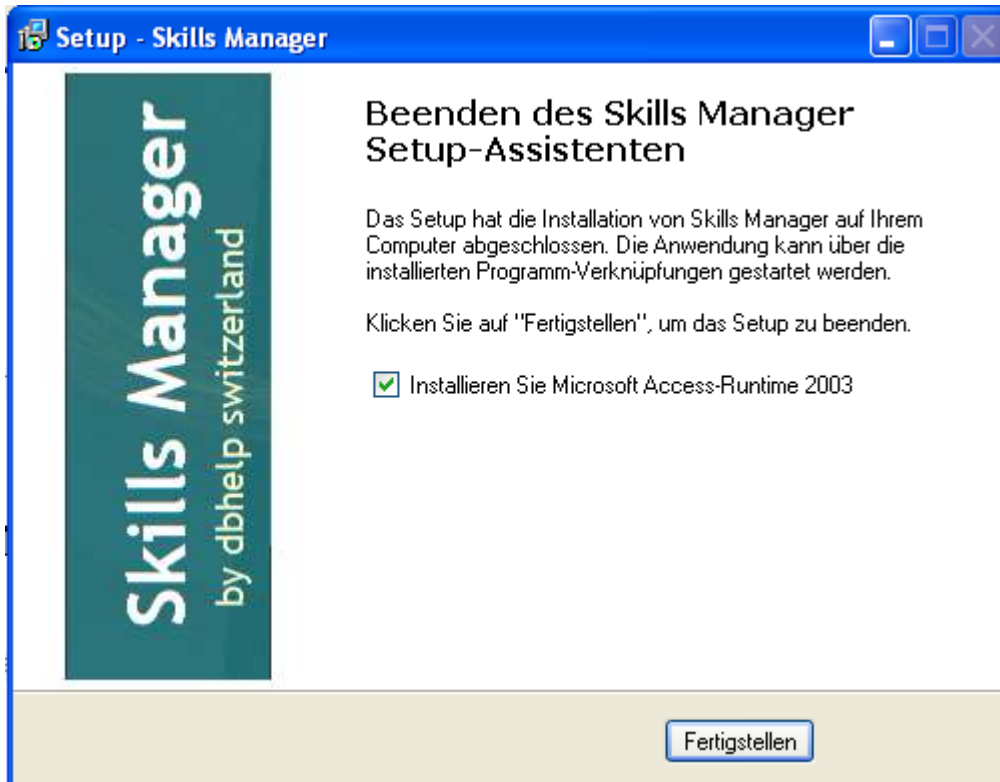 Setup - Skills Manager
Skills Manager
by dbhelp switzerland
Beenden des Skills Manager
Setup-Assistenten
Das Setup hat die Installation von Skills Manager auf Ihrem
Computer abgeschlossen. Die Anwendung kann über die
installierten Programm-Verknüpfungen gestartet werden.
Klicken Sie auf "Fertigstellen", um das Setup zu beenden.
Installieren Sie Microsoft Access-Runtime 2003
Fertigstellen